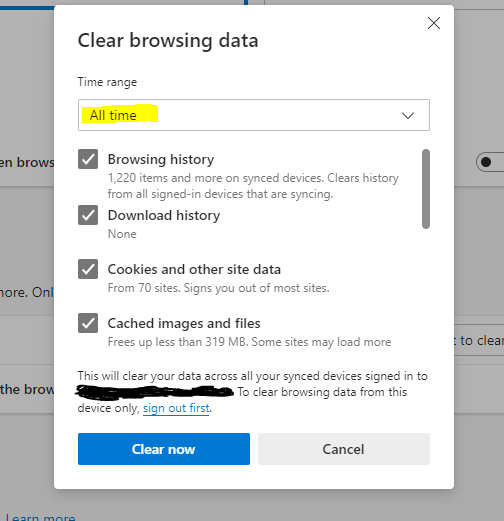 Clear browsing data
Time range
All time
en brows
Browsing history
1,220 items and more on synced devices. Clears history
from all signed-in devices that are syncing.
Download history
None
Cookies and other site data
From 70 sites. Signs you out of most sites.
nore. Onl
Cached images and files
Frees up less than 319 MB. Some sites may load more
t to clear
This will clear your data across all your synced devices signed in to
the brow
To clear browsing data from this
device only, sign out first.
Clear now
Cancel
Learn more